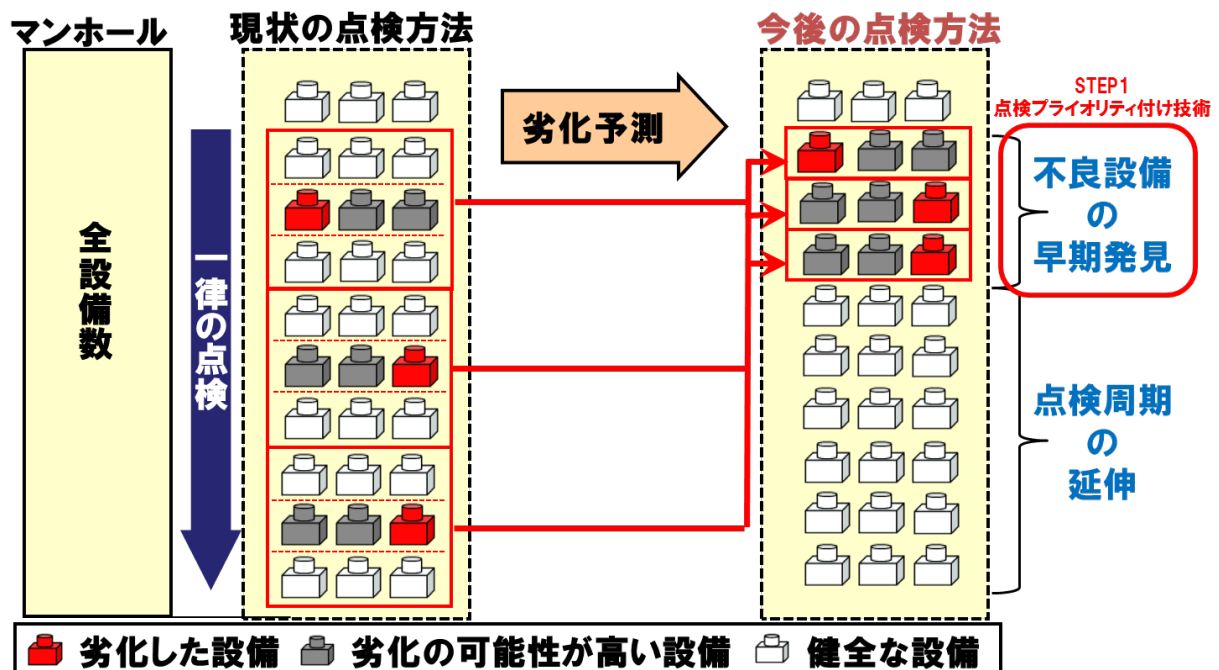 マンホール
現状の点検方法
今後の点検方法
全設備数
一律の点検
劣化予測
STEP1
点検プライオリティ付け技術
不良設備
の
早期発見
点検周期
の
延伸
劣化した設備 劣化の可能性が高い設備 健全な設備